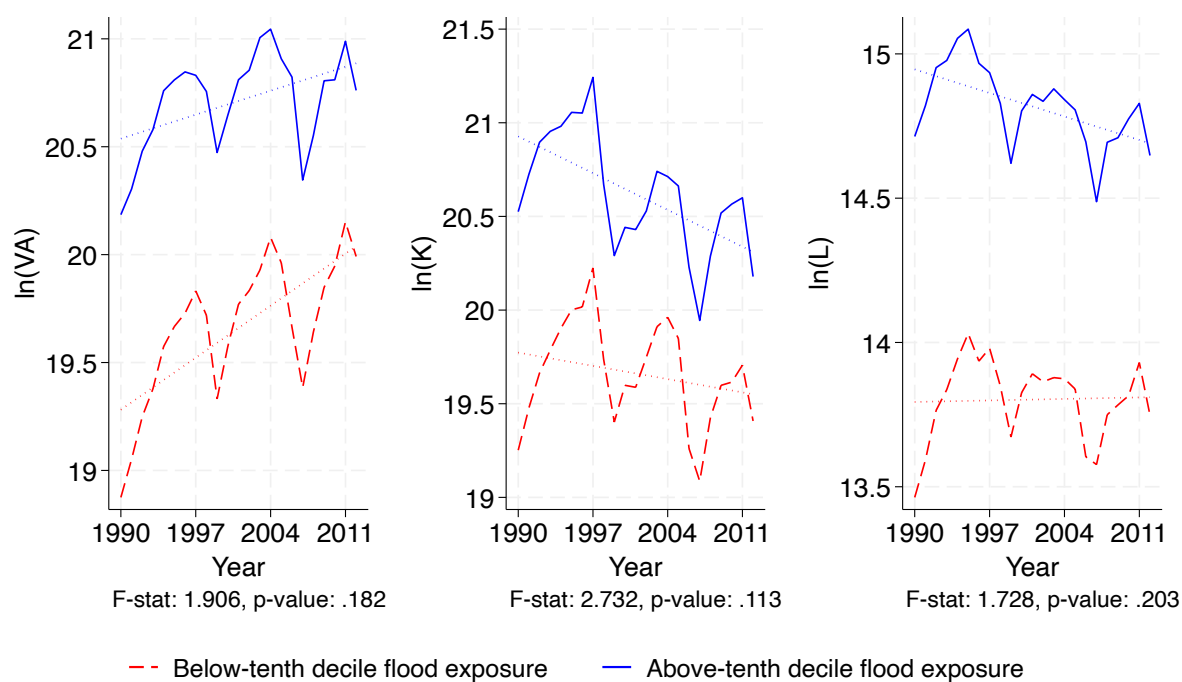 ln(VA)
21
20.5
20
19.5
19
1990 1997 2004 2011
Year
F-stat: 1.906, p-value: .182
ln(K)
21.5
21
20.5
20
19.5
19
1990 1997 2004 2011
Year
F-stat: 2.732, p-value: .113
ln(L)
15
14.5
14
13.5
1990 1997 2004 2011
Year
F-stat: 1.728, p-value: .203
Below-tenth decile flood exposure
Above-tenth decile flood exposure